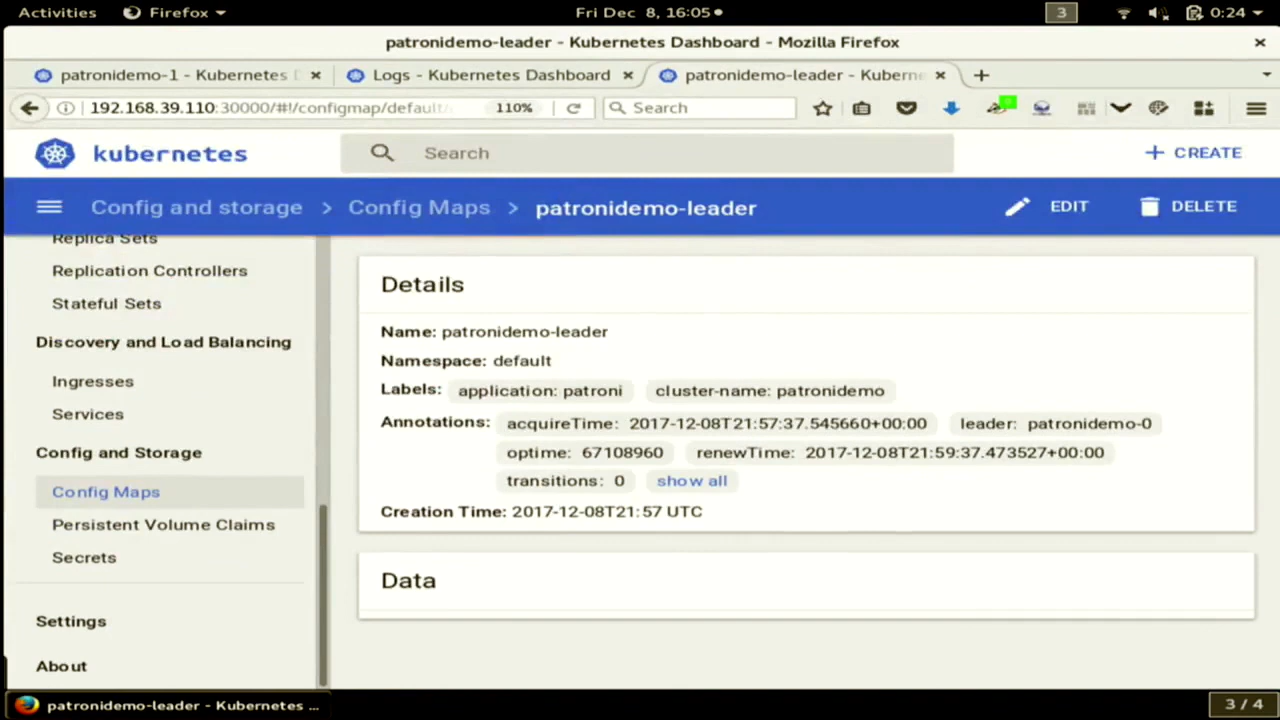 Activities Firefox Fri Dec 8, 16:05 3 0:24
patronidemo-leader - Kubernetes Dashboard - Mozilla Firefox
patronidemo-1 - Kubernetes Logs - Kubernetes Dashboard patronidemo-leader - Kuberne
192.168.39.110:30000/#!/configmap/default/ 110% Search
kubernetes Search + CREATE
Config and storage > Config Maps > patronidemo-leader EDIT DELETE
Replica Sets
Replication Controllers
Stateful Sets
Discovery and Load Balancing
Ingresses
Services
Config and Storage
Config Maps
Persistent Volume Claims
Secrets
Settings
About
Details
Name: patronidemo-leader
Namespace: default
Labels: application: patroni cluster-name: patronidemo
Annotations: acquireTime: 2017-12-08T21:57:37.545660+00:00 leader: patronidemo-0
optime: 67108960 renewTime: 2017-12-08T21:59:37.473527+00:00
transitions: 0 show all
Creation Time: 2017-12-08T21:57 UTC
Data
patronidemo-leader - Kubernetes ... 3 / 4